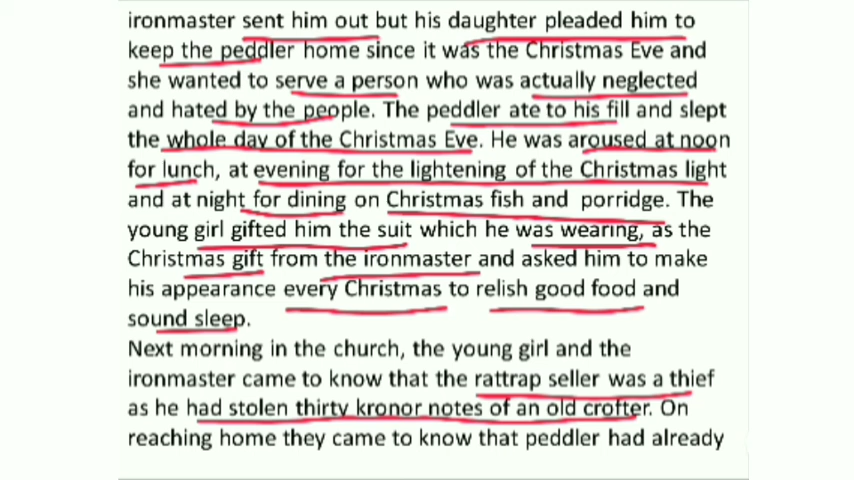 ironmaster sent him out but his daughter pleaded him to
keep the peddler home since it was the Christmas Eve and
she wanted to serve a person who was actually neglected
and hated by the people. The peddler ate to his fill and slept
the whole day of the Christmas Eve. He was aroused at noon
for lunch, at evening for the lightening of the Christmas light
and at night for dining on Christmas fish and porridge. The
young girl gifted him the suit which he was wearing, as the
Christmas gift from the ironmaster and asked him to make
his appearance every Christmas to relish good food and
sound sleep.
Next morning in the church, the young girl and the
ironmaster came to know that the rattrap seller was a thief
as he had stolen thirty kronor notes of an old crofter. On
reaching home they came to know that peddler had already